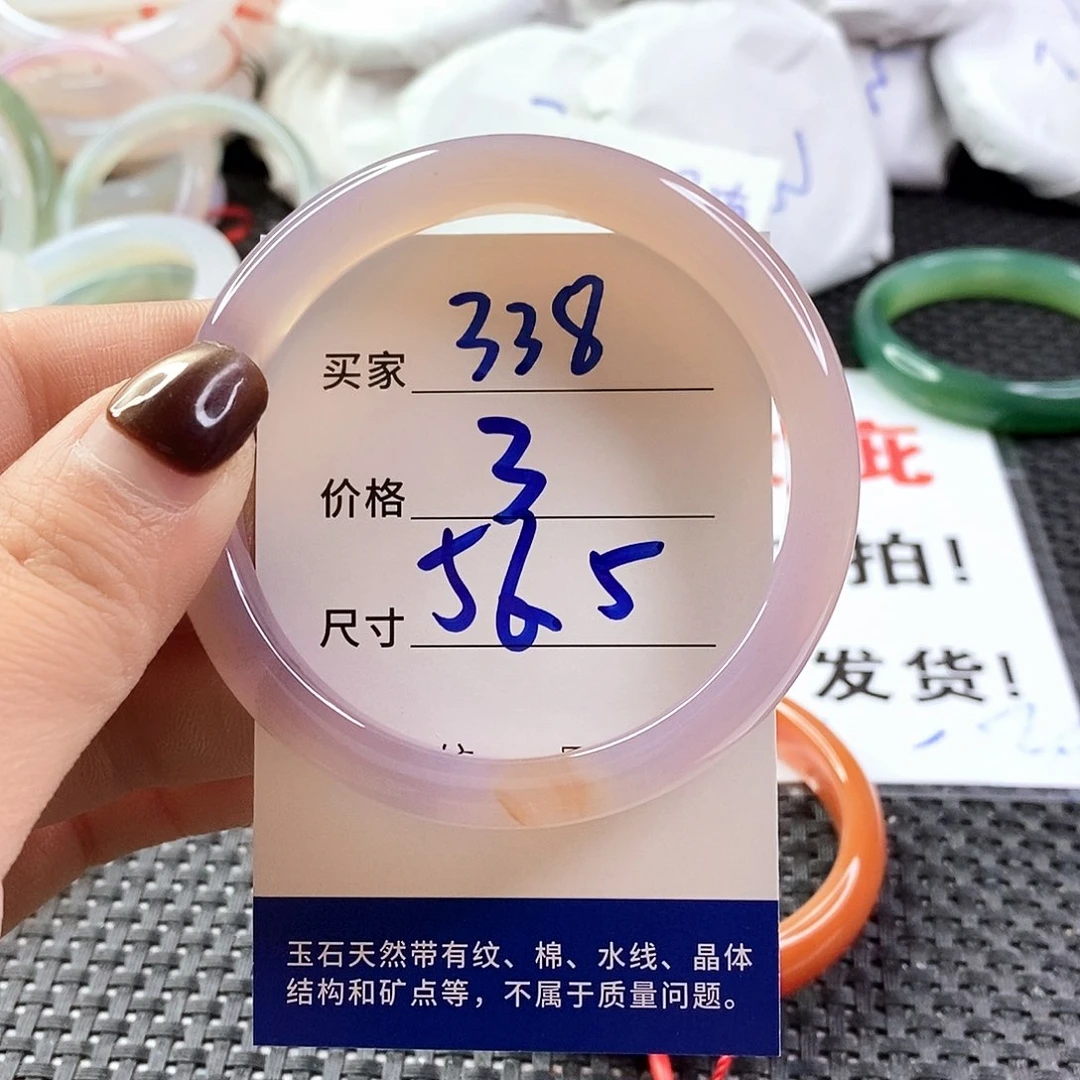 买家 338
价格 3
尺寸 56 5
玉石天然带有纹、棉、水线、晶体
结构和矿点等，不属于质量问题。
疵
拍！
发货！